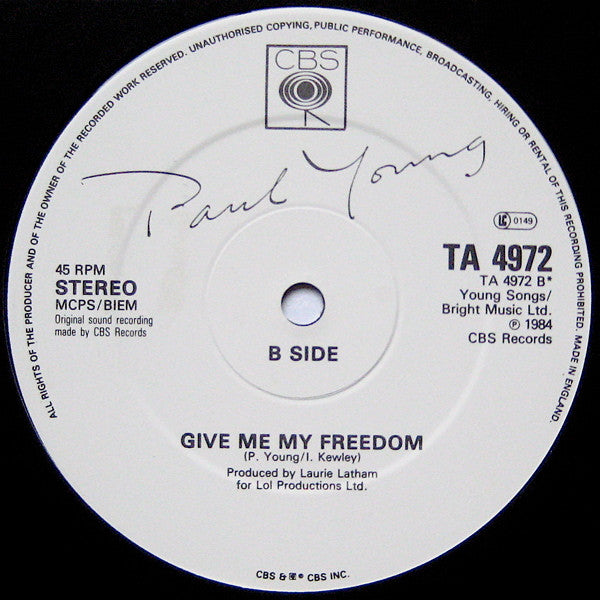 ALL RIGHTS OF THE PRODUCER AND OF THE OWNER OF THE RECORDED WORK RESERVED. UNAUTHORISED COPYING, PUBLIC PERFORMANCE, BROADCASTING, HIRING OR RENTAL OF THIS RECORDING PROHIBITED. MADE IN ENGLAND.
CBS
Paul Young
LC 0149
45 RPM
STEREO
MCPS/BIEM
Original sound recording
made by CBS Records
TA 4972
TA 4972 B*
Young Songs/
Bright Music Ltd.
℗ 1984
CBS Records
B SIDE
GIVE ME MY FREEDOM
(P. Young/I. Kewley)
Produced by Laurie Latham
for Lol Productions Ltd.
CBS & ® CBS INC.